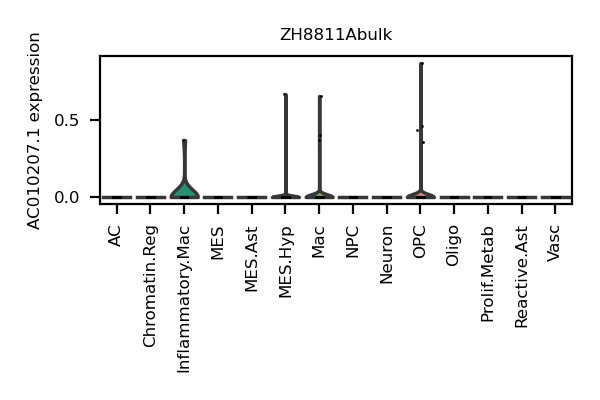 ZH8811Abulk
AC010207.1 expression
0.5
0.0
AC
Chromatin.Reg
Inflammatory.Mac
MES
MES.Ast
MES.Hyp
Mac
NPC
Neuron
OPC
Oligo
Prolif.Metab
Reactive.Ast
Vasc